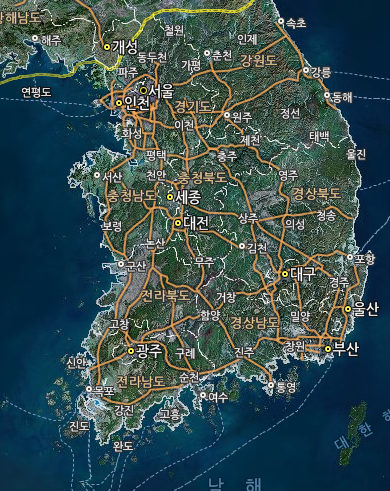 황해남도
해주
개성
철원
속초
동두천
인제
춘천
가평
강원도
파주
강릉
서울
연평도
인천
경기도
동해
원주
정선
이천
화성
제천
태백
평택
충주
울진
천안
충청북도
서산
영주
충청남도
세종
경상북도
대전
상주
청송
보령
의성
논산
김천
무주
포항
군산
대구
경주
전라북도
거창
울산
함양
밀양
고창
경상남도
광주
창원
부산
구례
진주
신안
전라남도
순천
목포
통영
여수
강진
고흥
진도
완도
대한해
남해